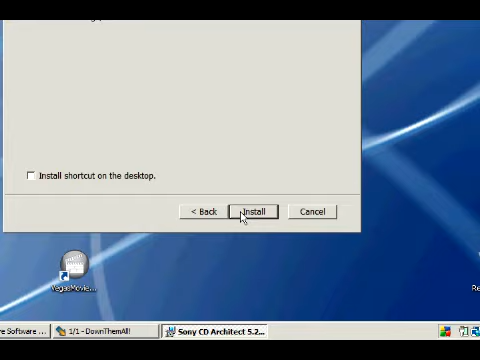 Install shortcut on the desktop.
< Back Install Cancel
VegasMovie...
Re
re Software ... 1/1 - DownThemAll! Sony CD Architect 5.2...